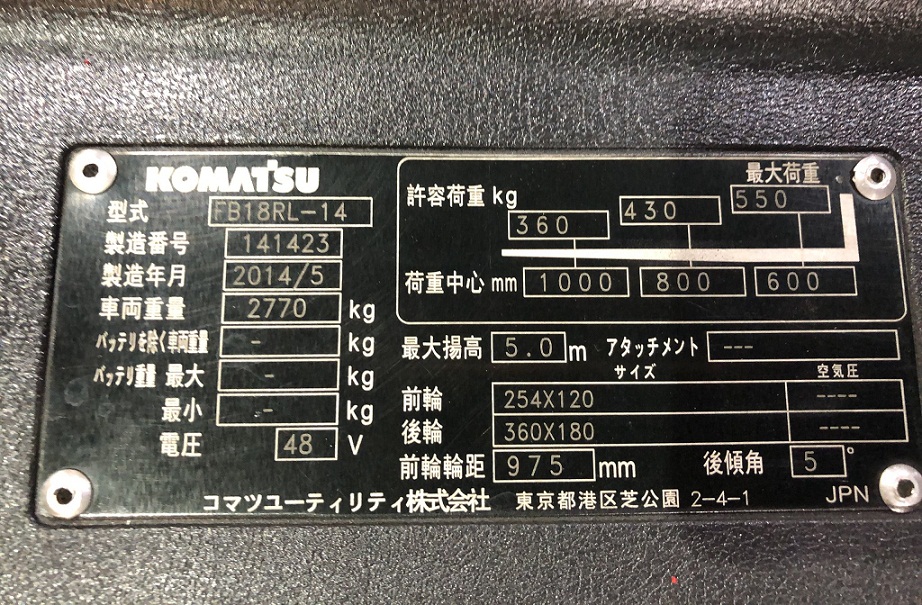 KOMATSU
型式 FB18RL-14
製造番号 141423
製造年月 2014/5
車両重量 2770 kg
バッテリを除く車両重量 - kg
バッテリ重量 最大 - kg
最小 - kg
電圧 48 V
最大荷重
許容荷重 kg 360 430 550
荷重中心 mm 1000 800 600
最大揚高 5.0 m アタッチメント ---
サイズ 空気圧
前輪 254X120 ----
後輪 360X180 ----
前輪輪距 975 mm 後傾角 5°
コマツユーティリティ株式会社 東京都港区芝公園 2-4-1 JPN